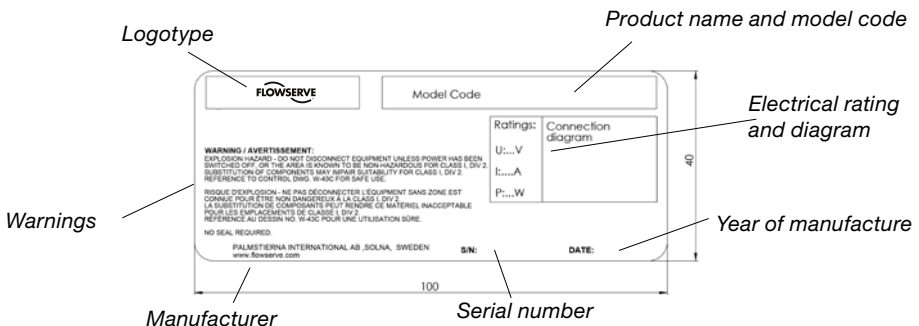 Logotype
Product name and model code
FLOWSERVE
Model Code
Electrical rating
and diagram
Ratings:
Connection
diagram
U:...V
I:....A
P:...W
40
WARNING / AVERTISSEMENT:
EXPLOSION HAZARD - DO NOT DISCONNECT EQUIPMENT UNLESS POWER HAS BEEN
SWITCHED OFF, OR THE AREA IS KNOWN TO BE NON-HAZARDOUS FOR CLASS I, DIV 2.
SUBSTITUTION OF COMPONENTS MAY IMPAIR SUITABILITY FOR CLASS I, DIV 2.
REFERENCE TO CONTROL DWG. W-43C FOR SAFE USE.
RISQUE D'EXPLOSION - NE PAS DÉCONNECTER L'ÉQUIPMENT SANS ZONE EST
CONNUE POUR ÊTRE NON DANGEREUX À LA CLASS I, DIV 2.
LA SUBSTITUTION DE COMPOSANTS PEUT RENDRE CE MATERIEL INACCEPTABLE
POUR LES EMPLACEMENTS DE CLASSE I, DIV 2.
RÉFÉRENCE AU DESSIN NO. W-43C POUR UNE UTILISATION SÛRE.
NO SEAL REQUIRED.
Warnings
Year of manufacture
PALMSTIERNA INTERNATIONAL AB ,SOLNA, SWEDEN
www.flowserve.com
S/N:
DATE:
100
Manufacturer
Serial number